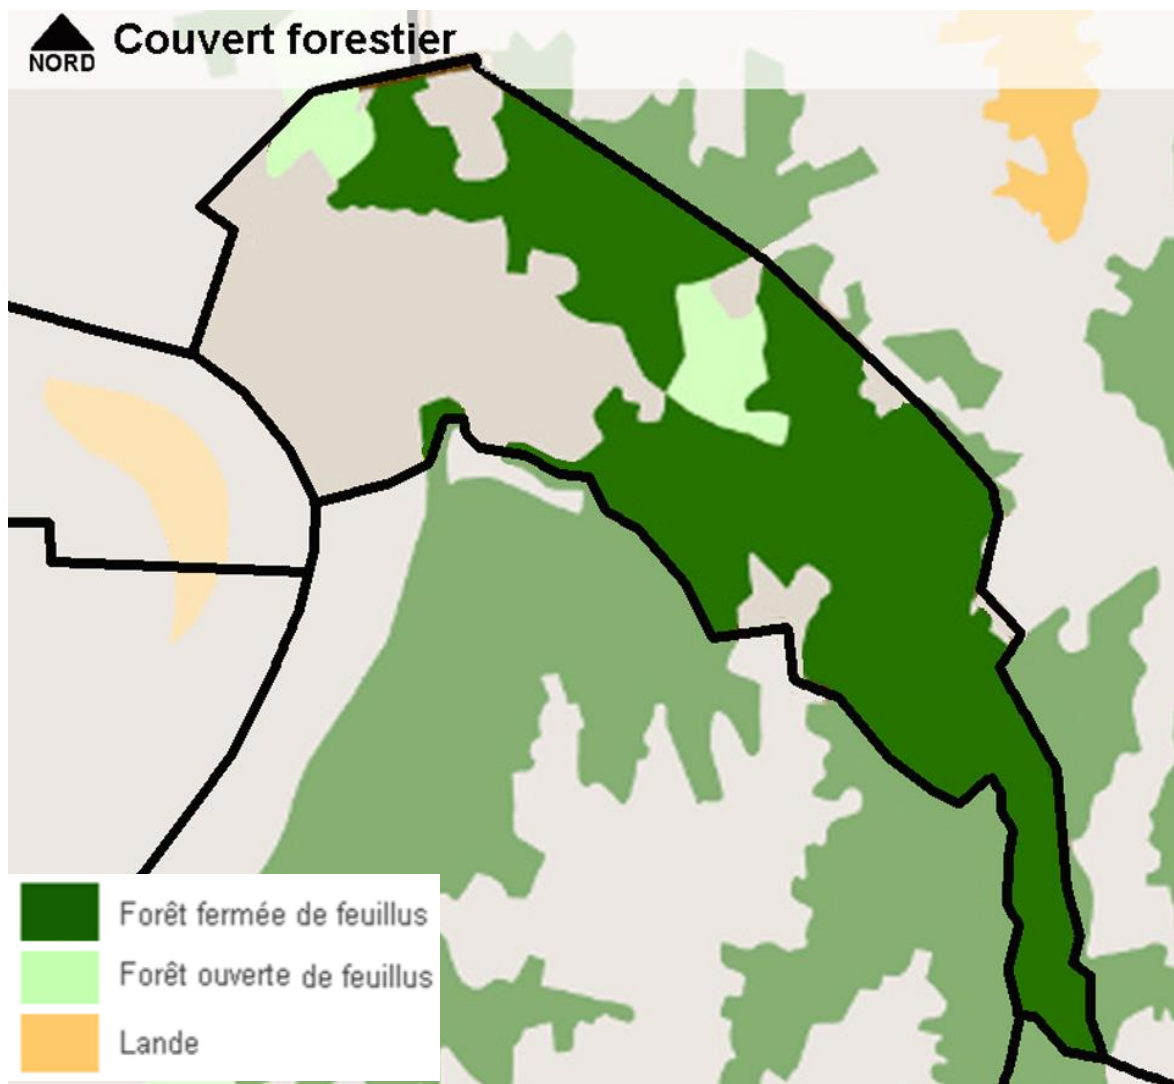 Couvert forestier
NORD
Forêt fermée de feuillus
Forêt ouverte de feuillus
Lande